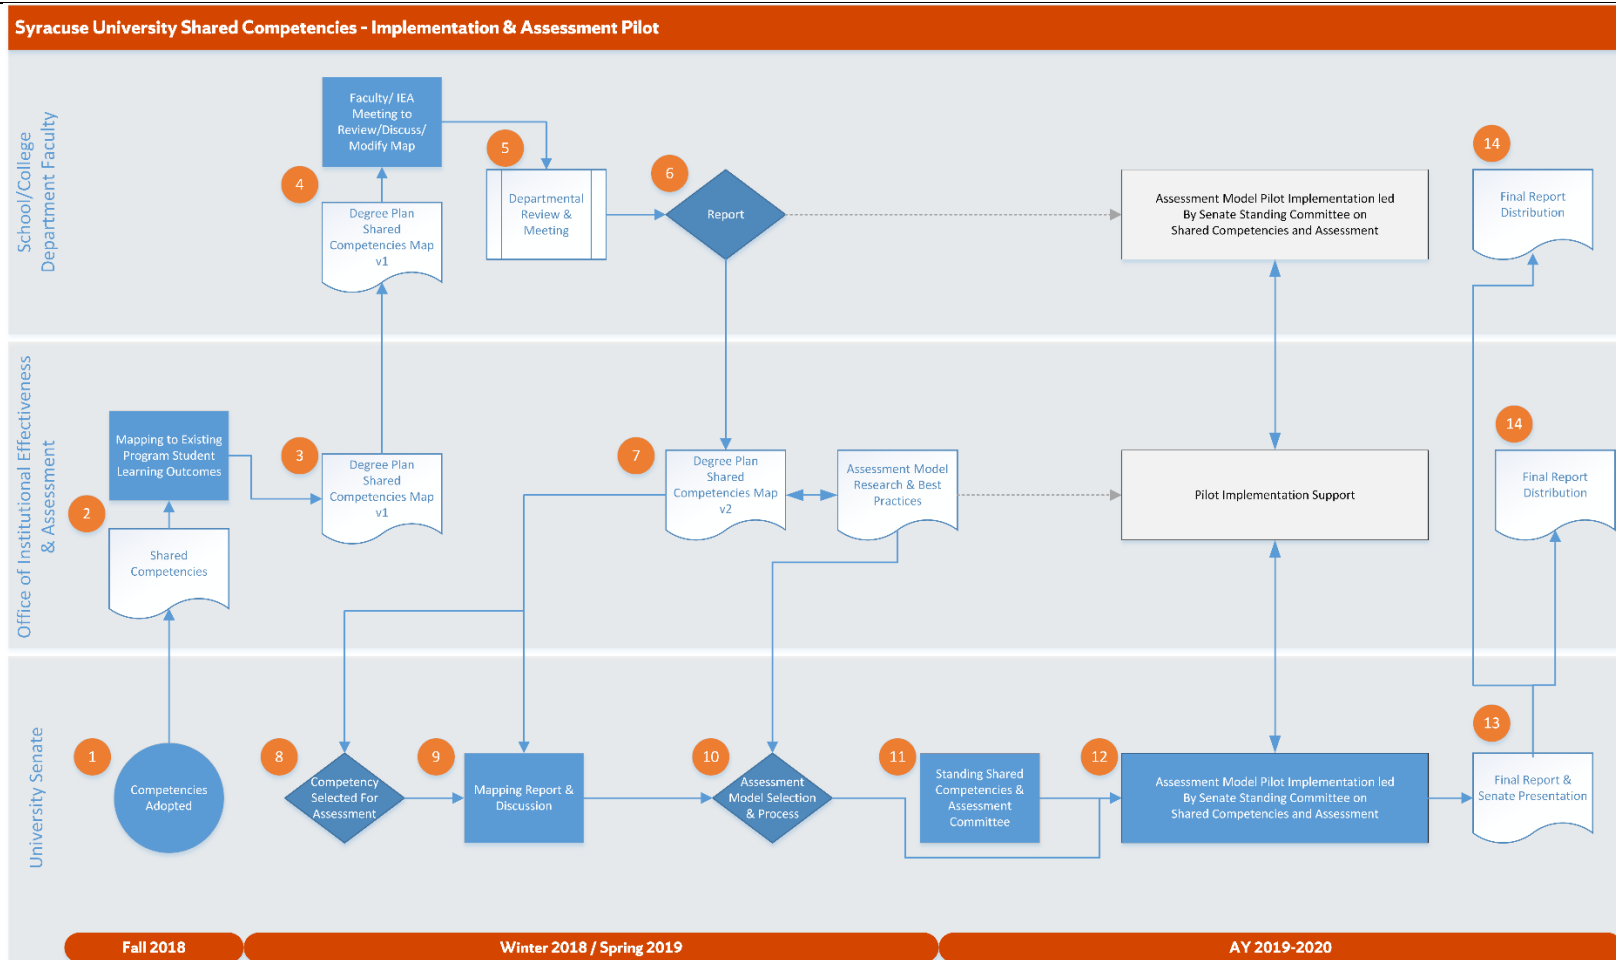 Syracuse University Shared Competencies - Implementation & Assessment Pilot
School/College
Department Faculty
Faculty/ IEA
Meeting to
Review/Discuss/
Modify Map
4
Degree Plan
Shared
Competencies Map
v1
5
Departmental
Review &
Meeting
6
Report
Assessment Model Pilot Implementation led
By Senate Standing Committee on
Shared Competencies and Assessment
14
Final Report
Distribution
Office of Institutional Effectiveness
& Assessment
Mapping to Existing
Program Student
Learning Outcomes
2
Shared
Competencies
3
Degree Plan
Shared
Competencies Map
v1
7
Degree Plan
Shared
Competencies Map
v2
Assessment Model
Research & Best
Practices
Pilot Implementation Support
14
Final Report
Distribution
University Senate
1
Competencies
Adopted
8
Competency
Selected For
Assessment
9
Mapping Report &
Discussion
10
Assessment
Model Selection
& Process
11
Standing Shared
Competencies &
Assessment
Committee
12
Assessment Model Pilot Implementation led
By Senate Standing Committee on
Shared Competencies and Assessment
13
Final Report &
Senate Presentation
Fall 2018
Winter 2018 / Spring 2019
AY 2019-2020